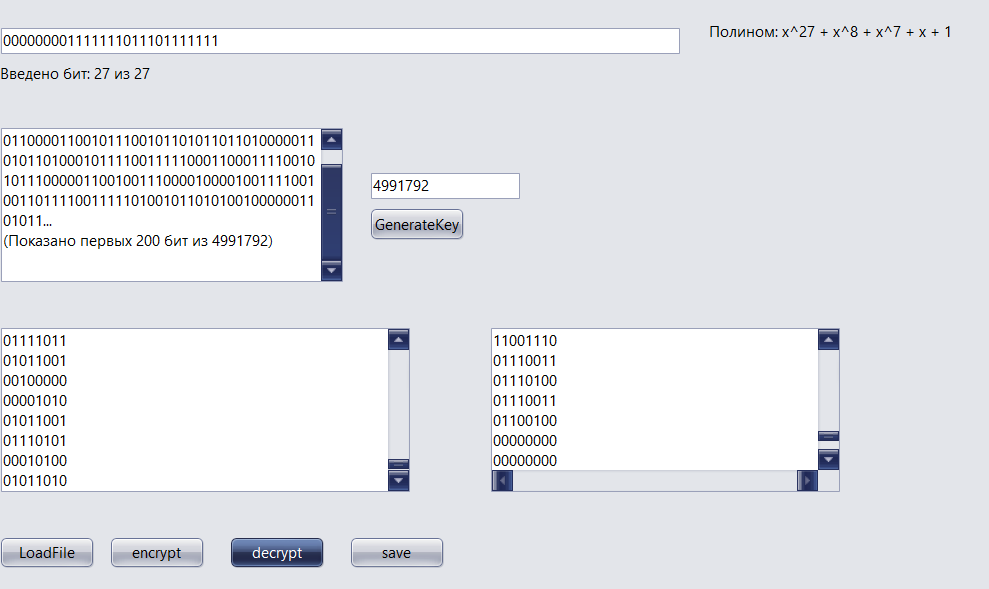 000000001111111011101111111
Полином: x^27 + x^8 + x^7 + x + 1
Введено бит: 27 из 27
01100001100101110010110101101101000001​1
01011010001011111001111100011000111100​10
10111000001100100111000010000100111100​1
00110111100111110100101101010010000001​1
01011...
(Показано первых 200 бит из 4991792)
4991792
GenerateKey
01111011
01011001
00100000
00001010
01011001
01110101
00010100
01011010
11001110
01110011
01110100
01110011
01100100
00000000
00000000
LoadFile
encrypt
decrypt
save